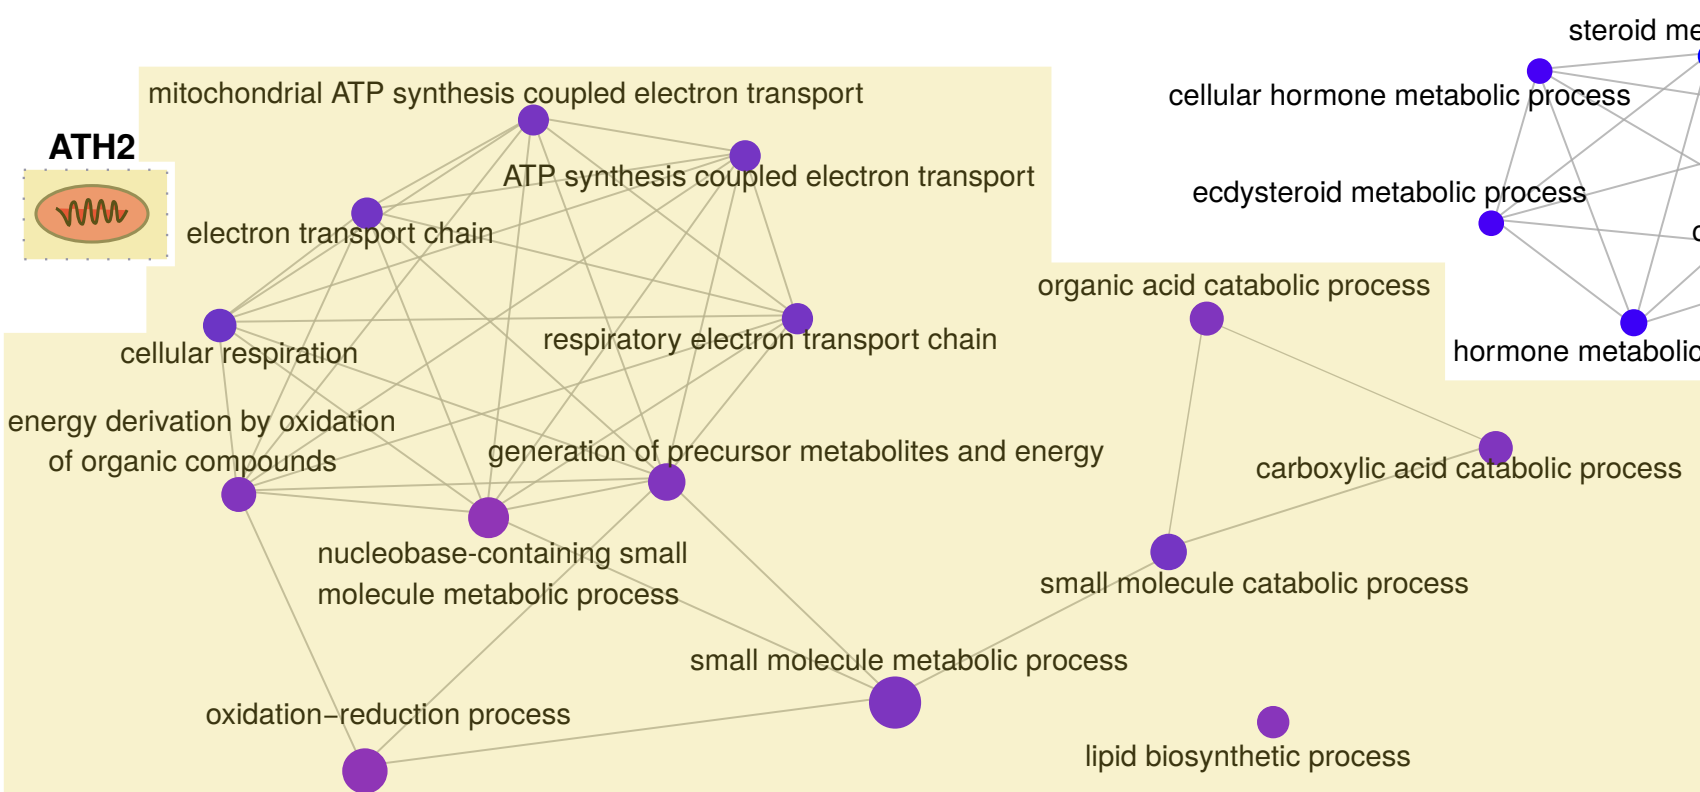 steroid me
mitochondrial ATP synthesis coupled electron transport
cellular hormone metabolic process
ATH2
ATP synthesis coupled electron transport
ecdysteroid metabolic process
electron transport chain
organic acid catabolic process
respiratory electron transport chain
cellular respiration
hormone metabolic
energy derivation by oxidation
of organic compounds
generation of precursor metabolites and energy
carboxylic acid catabolic process
nucleobase-containing small
molecule metabolic process
small molecule catabolic process
small molecule metabolic process
oxidation−reduction process
lipid biosynthetic process